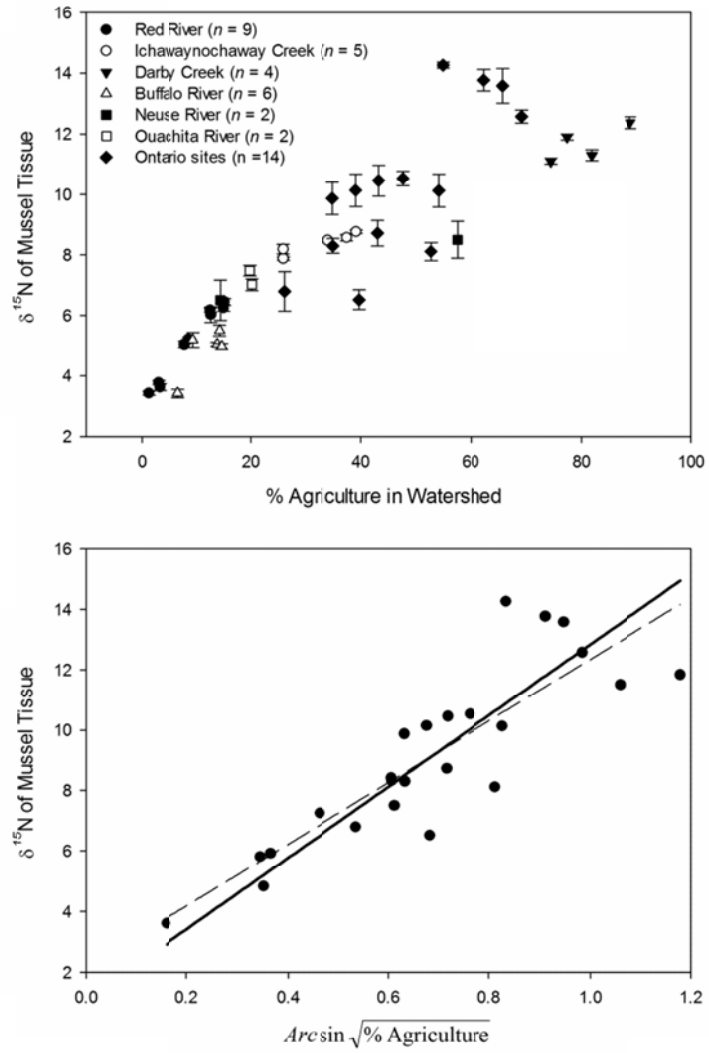 16
14
12
10
8
6
4
2
δ ¹⁵N of Mussel Tissue
Red River (n = 9)
Ichawaynochaway Creek (n = 5)
Darby Creek (n = 4)
Buffalo River (n = 6)
Neuse River (n = 2)
Ouachita River (n = 2)
Ontario sites (n =14)
0 20 40 60 80 100
% Agriculture in Watershed
16
14
12
10
8
6
4
2
δ ¹⁵N of Mussel Tissue
0.0 0.2 0.4 0.6 0.8 1.0 1.2
Arcsin √% Agriculture